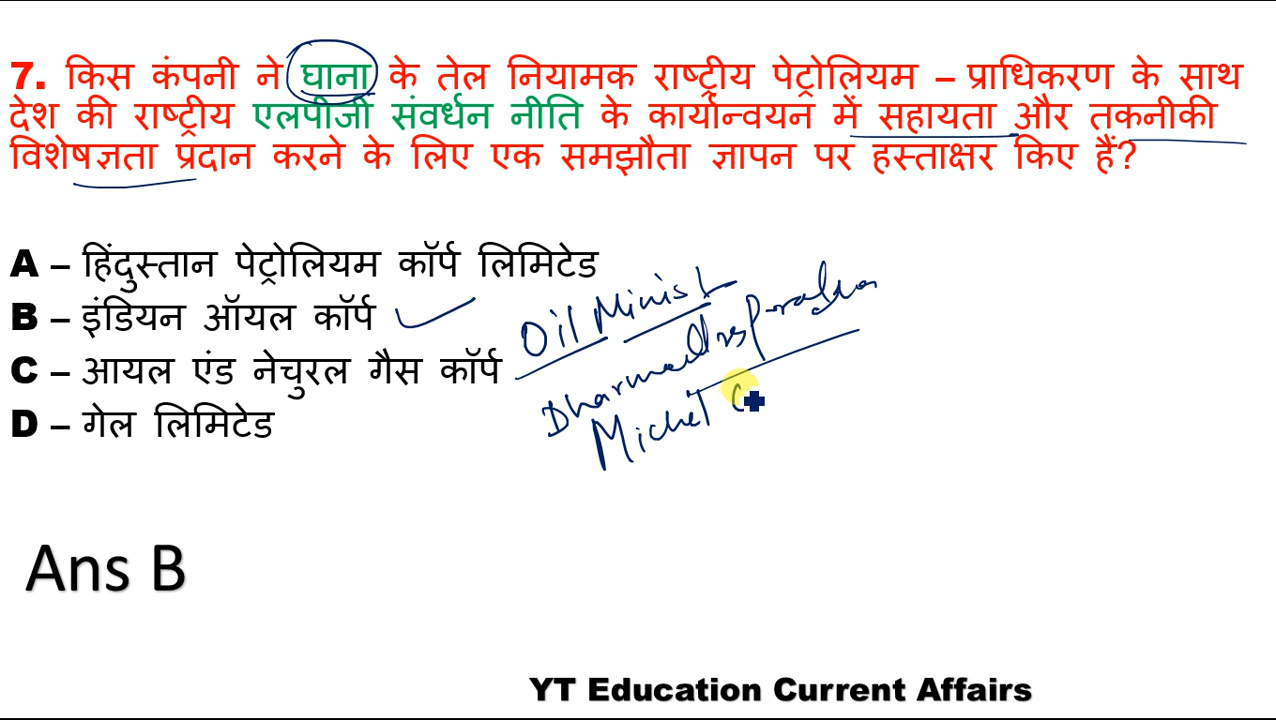 7. किस कंपनी ने घाना के तेल नियामक राष्ट्रीय पेट्रोलियम – प्राधिकरण के साथ
देश की राष्ट्रीय एलपीजी संवर्धन नीति के कार्यान्वयन में सहायता और तकनीकी
विशेषज्ञता प्रदान करने के लिए एक समझौता ज्ञापन पर हस्ताक्षर किए हैं?
A – हिंदुस्तान पेट्रोलियम कॉर्प लिमिटेड
B – इंडियन ऑयल कॉर्प
C – आयल एंड नेचुरल गैस कॉर्प
D – गेल लिमिटेड
Oil Minist
Michel
Ans B
YT Education Current Affairs